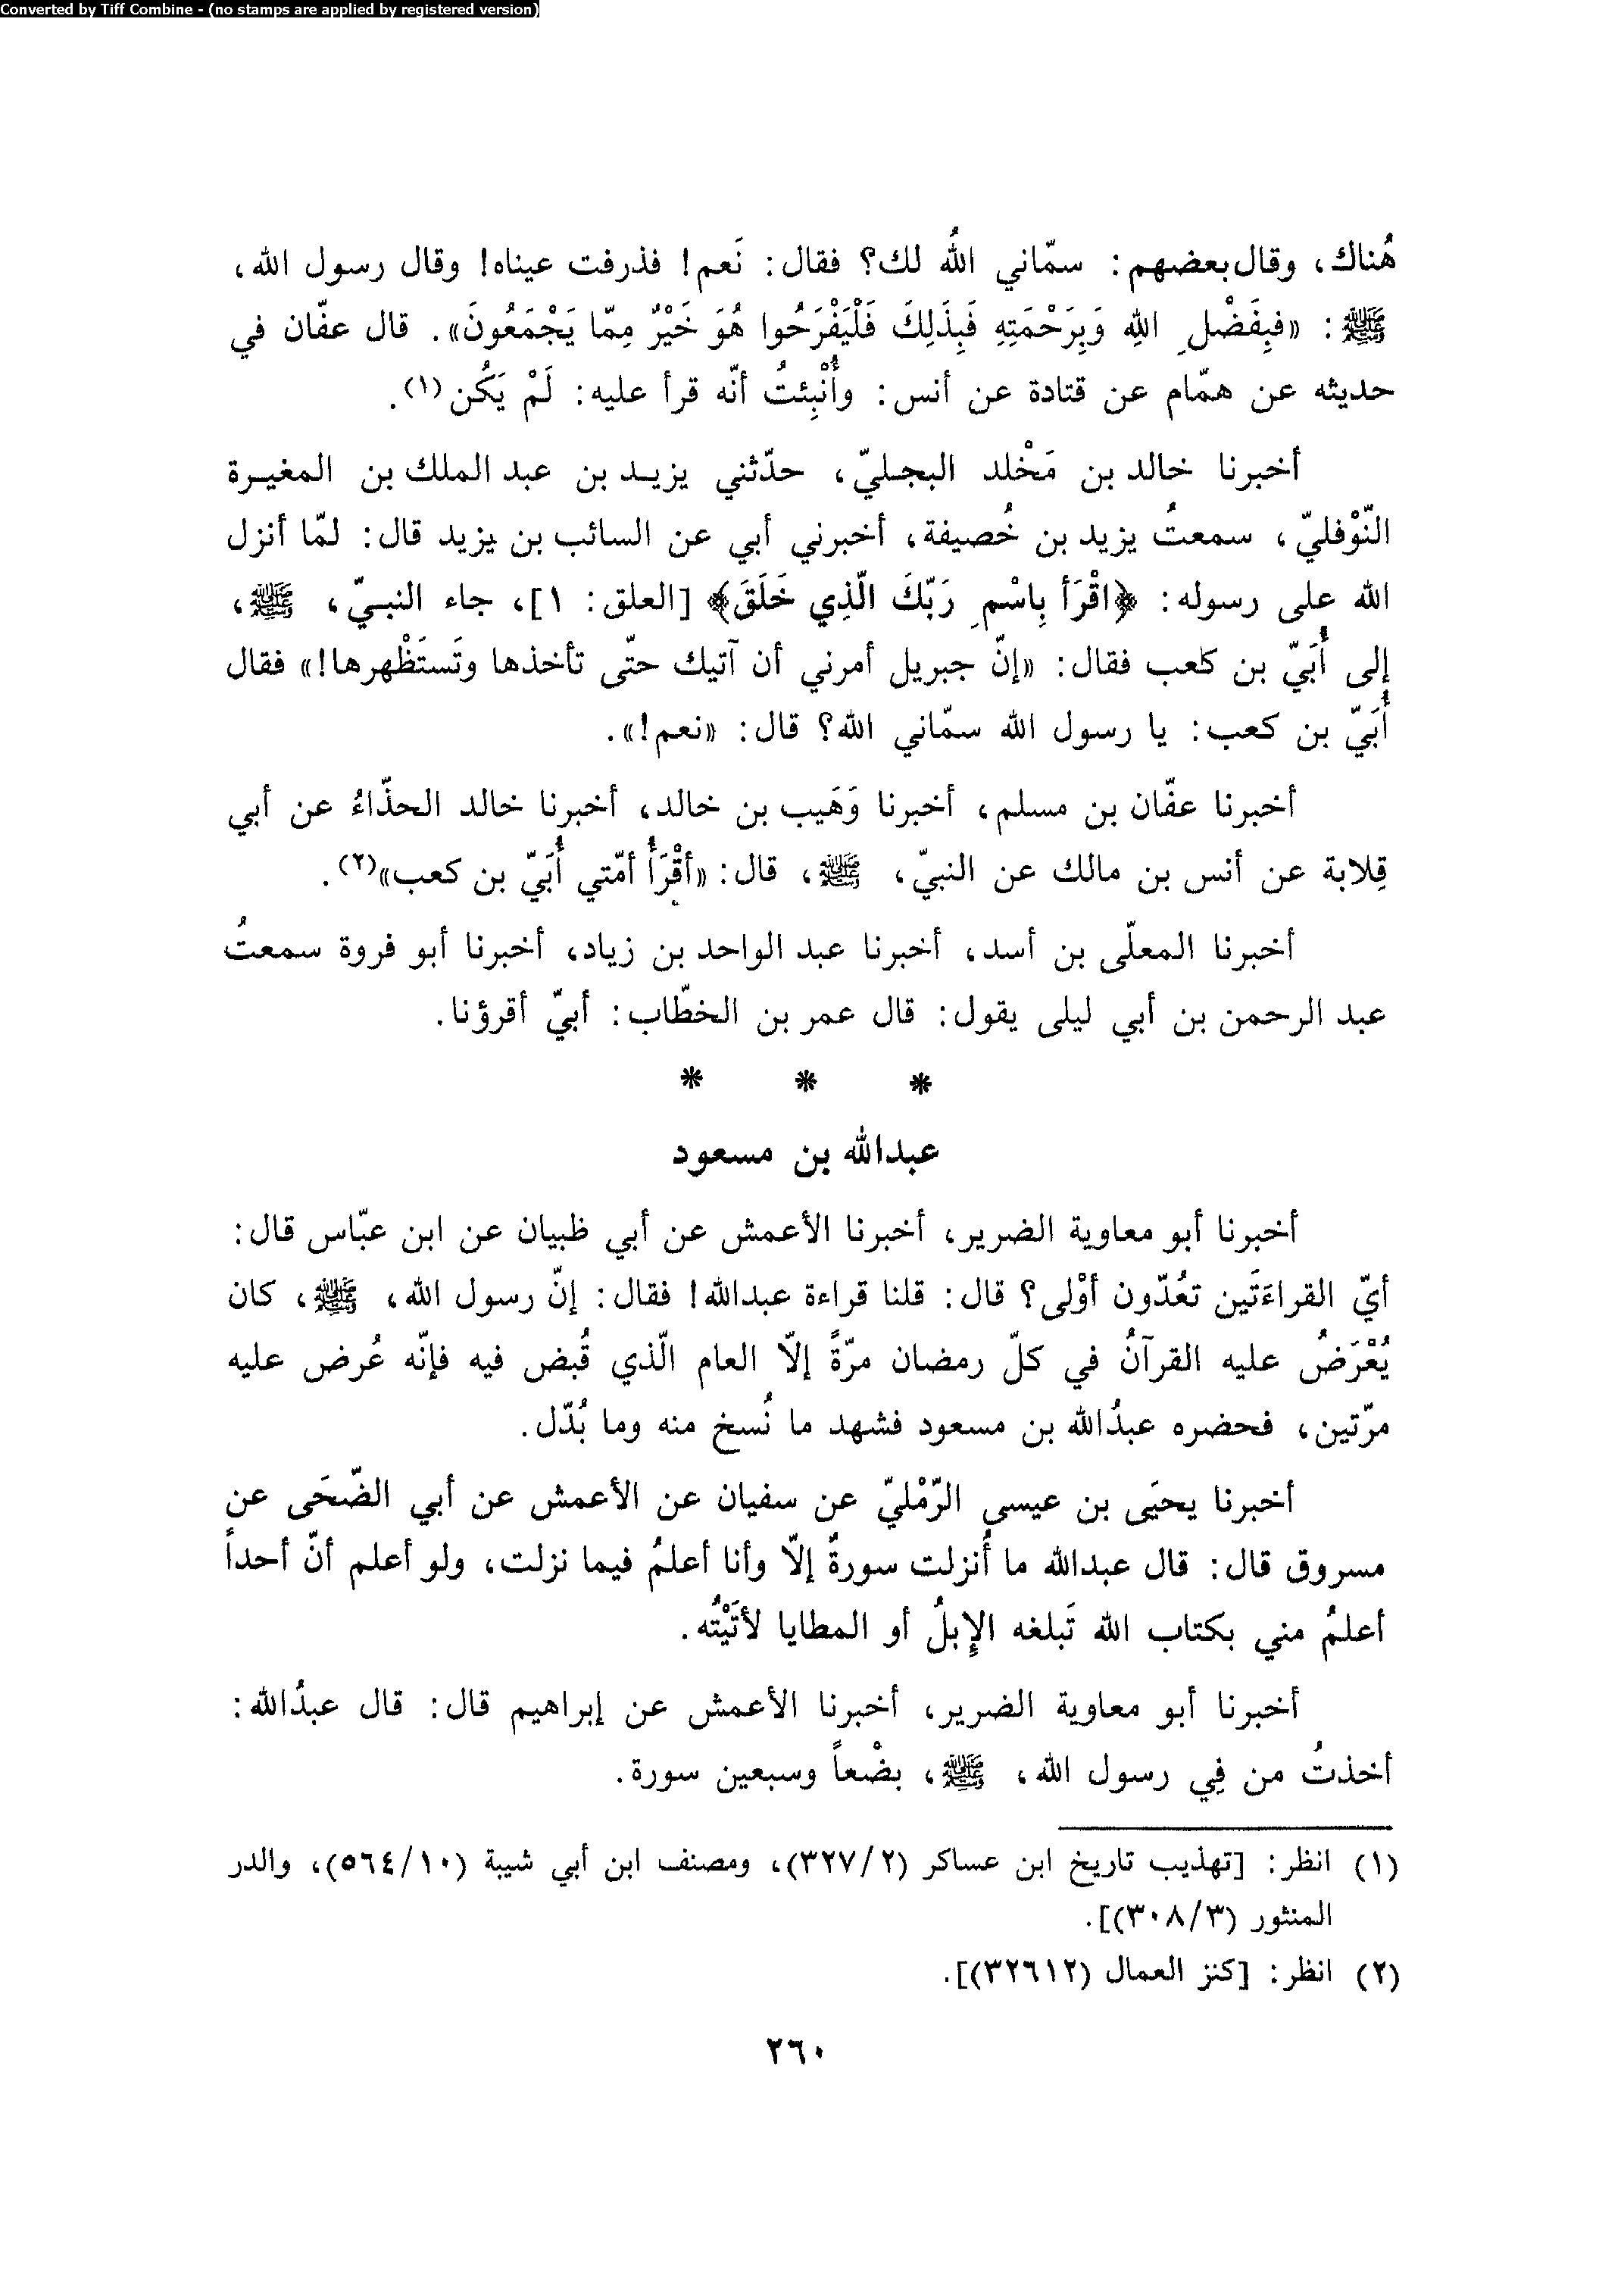 Converted by Tiff Combine - (no stamps are applied by registered version)
هُناك، وقال بعضهم: سمّاني اللهُ لك؟ فقال: نَعم! فذرفت عيناه! وقال رسول الله،
ﷺ: «فبِفَضْلِ اللهِ وَبِرَحْمَتِهِ فَبِذَلِكَ فَلْيَفْرَحُوا هُوَ خَيْرٌ مِمّا يَجْمَعُونَ». قال عفّان في
حديثه عن همّام عن قتادة عن أنس: وأُنْبِئتُ أنّه قرأ عليه: لَمْ يَكُن(١).
أخبرنا خالد بن مَخْلد البجليّ، حدّثني يزيد بن عبد الملك بن المغيرة
النّوْفليّ، سمعتُ يزيد بن خُصيفة، أخبرني أبي عن السائب بن يزيد قال: لمّا أنزل
الله على رسوله: ﴿اقْرَأ بِاسْمِ رَبّكَ الّذِي خَلَقَ﴾ [العلق: ١]، جاء النبيّ، ﷺ،
إلى أُبَيّ بن كعب فقال: «إنّ جبريل أمرني أن آتيك حتّى تأخذها وتَستَظْهرها!» فقال
أُبَيّ بن كعب: يا رسول الله سمّاني الله؟ قال: «نعم!».
أخبرنا عفّان بن مسلم، أخبرنا وَهَيب بن خالد، أخبرنا خالد الحذّاءُ عن أبي
قِلابة عن أنس بن مالك عن النبيّ، ﷺ، قال: «أقْرَأُ أمّتي أُبَيّ بن كعب»(٢).
أخبرنا المعلّى بن أسد، أخبرنا عبد الواحد بن زياد، أخبرنا أبو فروة سمعتُ
عبد الرحمن بن أبي ليلى يقول: قال عمر بن الخطّاب: أبيّ أقرؤنا.
* * *
عبدالله بن مسعود
أخبرنا أبو معاوية الضرير، أخبرنا الأعمش عن أبي ظبيان عن ابن عبّاس قال:
أيّ القراءَتَين تعُدّون أوْلى؟ قال: قلنا قراءة عبدالله! فقال: إنّ رسول الله، ﷺ، كان
يُعْرَضُ عليه القرآنُ في كلّ رمضان مرّةً إلاّ العام الّذي قُبض فيه فإنّه عُرض عليه
مرّتين، فحضره عبدُالله بن مسعود فشهد ما نُسخ منه وما بُدّل.
أخبرنا يحيَى بن عيسى الرّمْليّ عن سفيان عن الأعمش عن أبي الضّحَى عن
مسروق قال: قال عبدالله ما أُنزلت سورةٌ إلاّ وأنا أعلمُ فيما نزلت، ولو أعلم أنّ أحداً
أعلمُ مني بكتاب الله تَبلغه الإِبلُ أو المطايا لأتَيْتُه.
أخبرنا أبو معاوية الضرير، أخبرنا الأعمش عن إبراهيم قال: قال عبدُالله:
أخذتُ من فِي رسول الله، ﷺ، بضْعاً وسبعين سورة.
(١) انظر: [تهذيب تاريخ ابن عساكر (٣٢٧/٢)، ومصنف ابن أبي شيبة (٥٦٤/١٠)، والدر
المنثور (٣٠٨/٣)].
(٢) انظر: [كنز العمال (٣٢٦١٢)].
٢٦٠